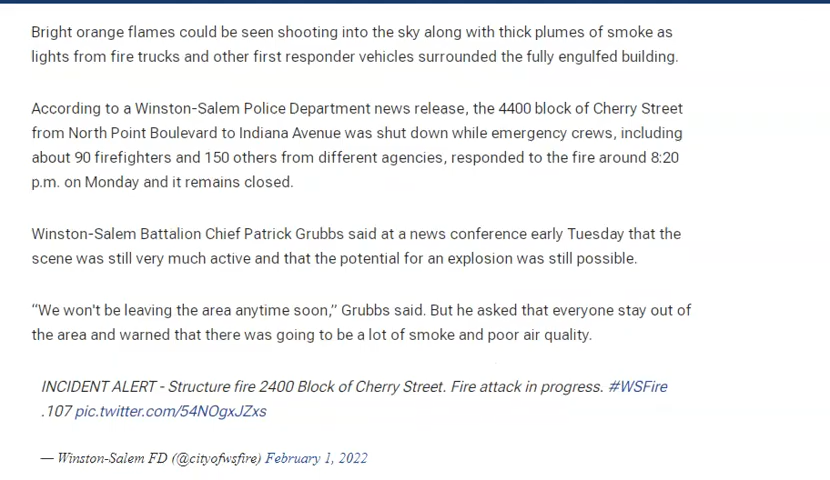 Bright orange flames could be seen shooting into the sky along with thick plumes of smoke as
lights from fire trucks and other first responder vehicles surrounded the fully engulfed building.
According to a Winston-Salem Police Department news release, the 4400 block of Cherry Street
from North Point Boulevard to Indiana Avenue was shut down while emergency crews, including
about 90 firefighters and 150 others from different agencies, responded to the fire around 8:20
p.m. on Monday and it remains closed.
Winston-Salem Battalion Chief Patrick Grubbs said at a news conference early Tuesday that the
scene was still very much active and that the potential for an explosion was still possible.
“We won't be leaving the area anytime soon,” Grubbs said. But he asked that everyone stay out of
the area and warned that there was going to be a lot of smoke and poor air quality.
INCIDENT ALERT - Structure fire 2400 Block of Cherry Street. Fire attack in progress. #WSFire
.107 pic.twitter.com/54NOgxJZxs
— Winston-Salem FD (@cityofwsfire) February 1, 2022